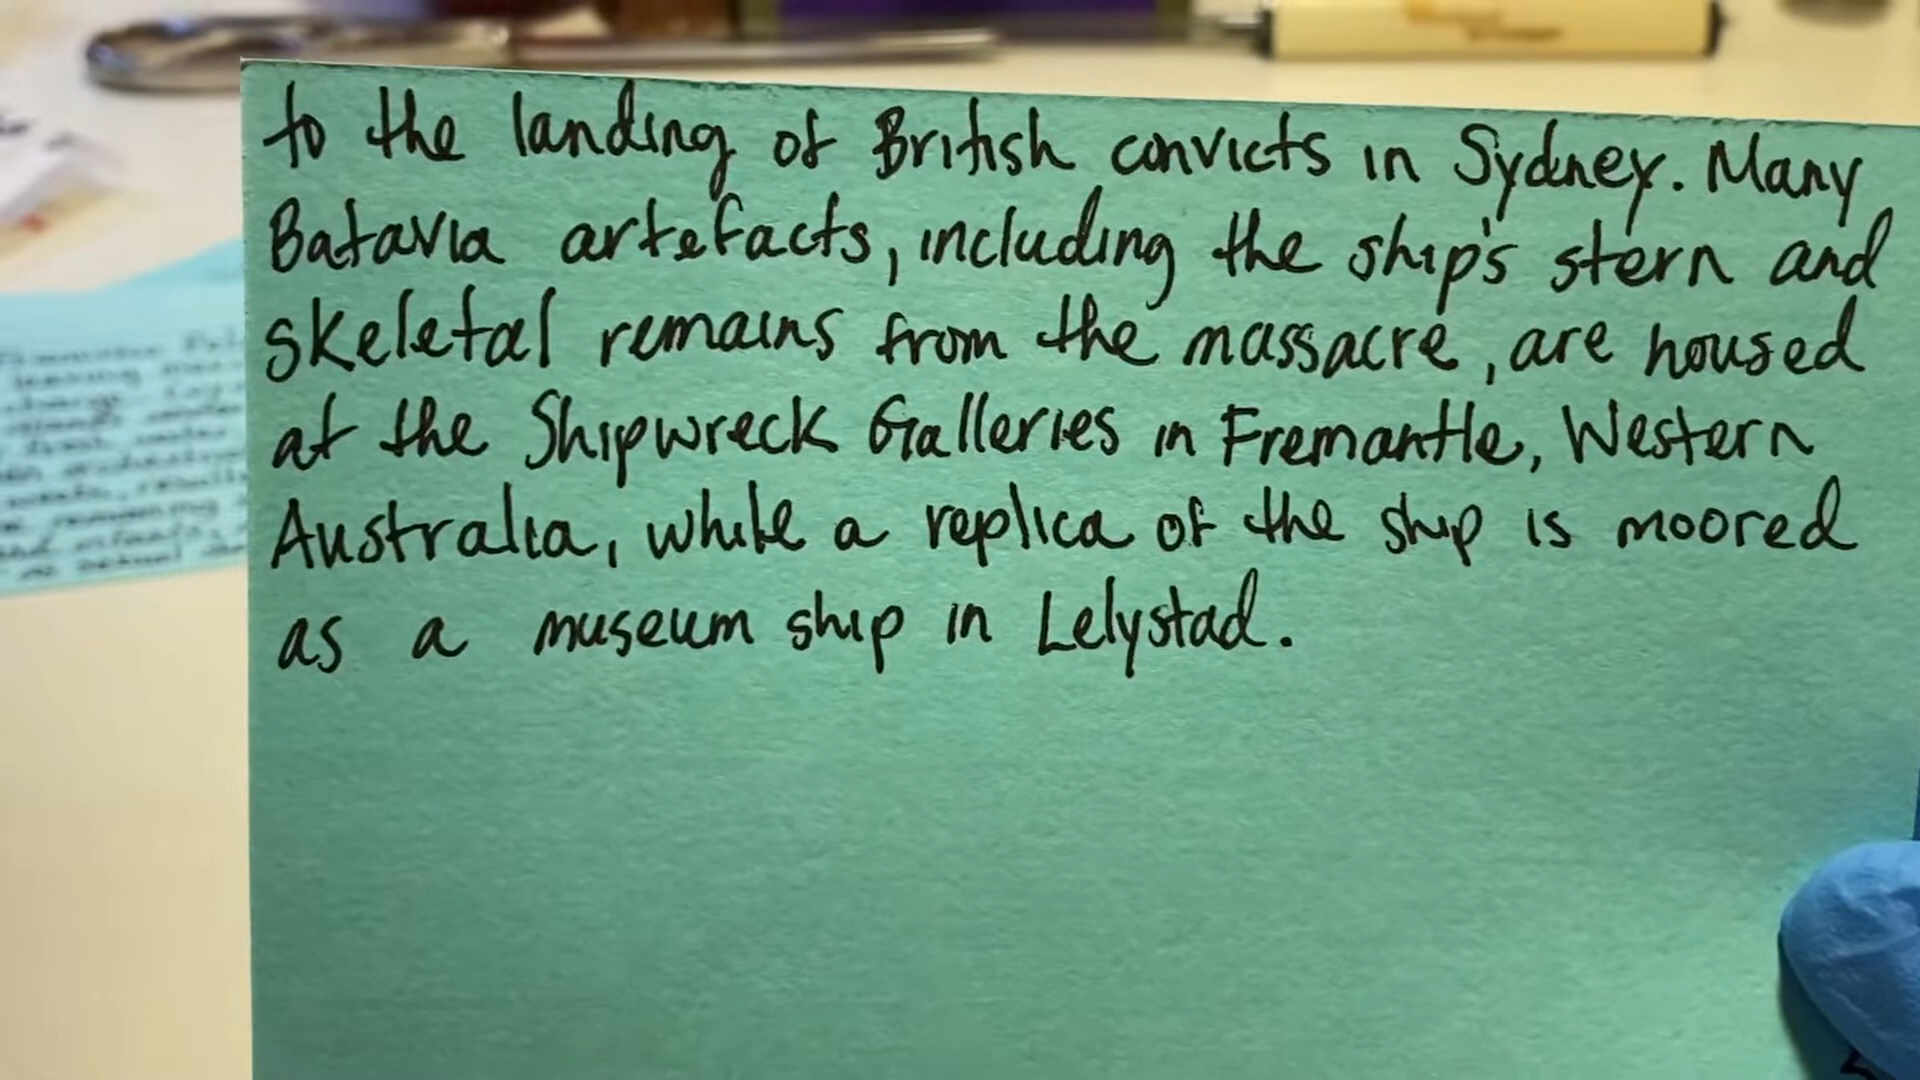 to the landing of British convicts in Sydney. Many
Batavia artefacts, including the ship's stern and
skeletal remains from the massacre, are housed
at the Shipwreck Galleries in Fremantle, Western
Australia, while a replica of the ship is moored
as a museum ship in Lelystad.